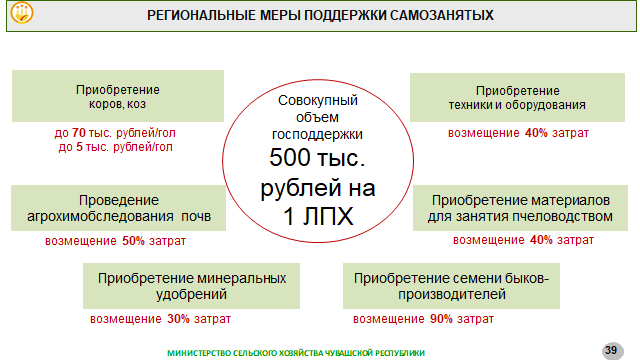 РЕГИОНАЛЬНЫЕ МЕРЫ ПОДДЕРЖКИ САМОЗАНЯТЫХ
Приобретение
коров, коз
до 70 тыс. рублей/гол
до 5 тыс. рублей/гол
Совокупный
объем
господдержки
500 тыс.
рублей на
1 ЛПХ
Приобретение
техники и оборудования
возмещение 40% затрат
Проведение
агрохимобследования почв
возмещение 50% затрат
Приобретение материалов
для занятия пчеловодством
возмещение 40% затрат
Приобретение минеральных
удобрений
возмещение 30% затрат
Приобретение семени быков-
производителей
возмещение 90% затрат
МИНИСТЕРСТВО СЕЛЬСКОГО ХОЗЯЙСТВА ЧУВАШСКОЙ РЕСПУБЛИКИ
39